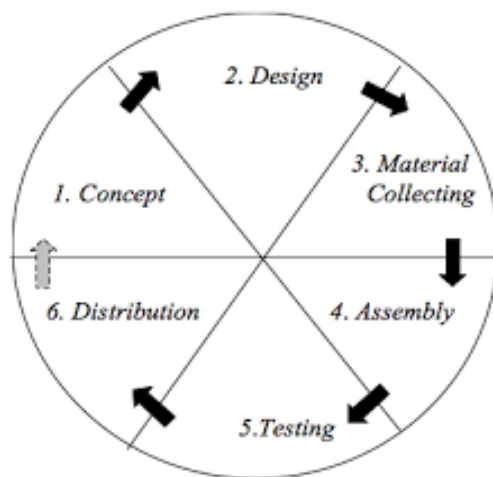 1. Concept
2. Design
3. Material
Collecting
4. Assembly
5.Testing
6. Distribution